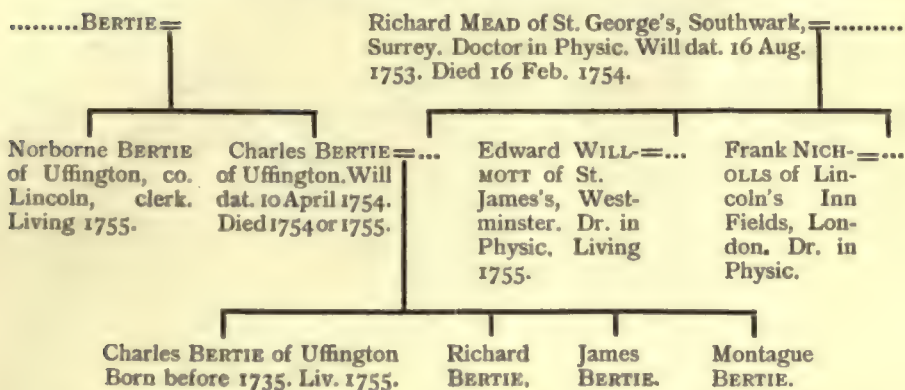 .........BERTIE=
Richard MEAD of St. George's, Southwark,=.........
Surrey. Doctor in Physic. Will dat. 16 Aug.
1753. Died 16 Feb. 1754.
Norborne BERTIE
of Uffington, co.
Lincoln, clerk.
Living 1755.
Charles BERTIE=...
of Uffington. Will
dat. 10 April 1754.
Died 1754 or 1755.
Edward WILL-=...
MOTT of St.
James's, West-
minster. Dr. in
Physic. Living
1755.
Frank NICH-=...
OLLS of Lin-
coln's Inn
Fields, Lon-
don. Dr. in
Physic.
Charles BERTIE of Uffington
Born before 1735. Liv. 1755.
Richard
BERTIE.
James
BERTIE.
Montague
BERTIE.